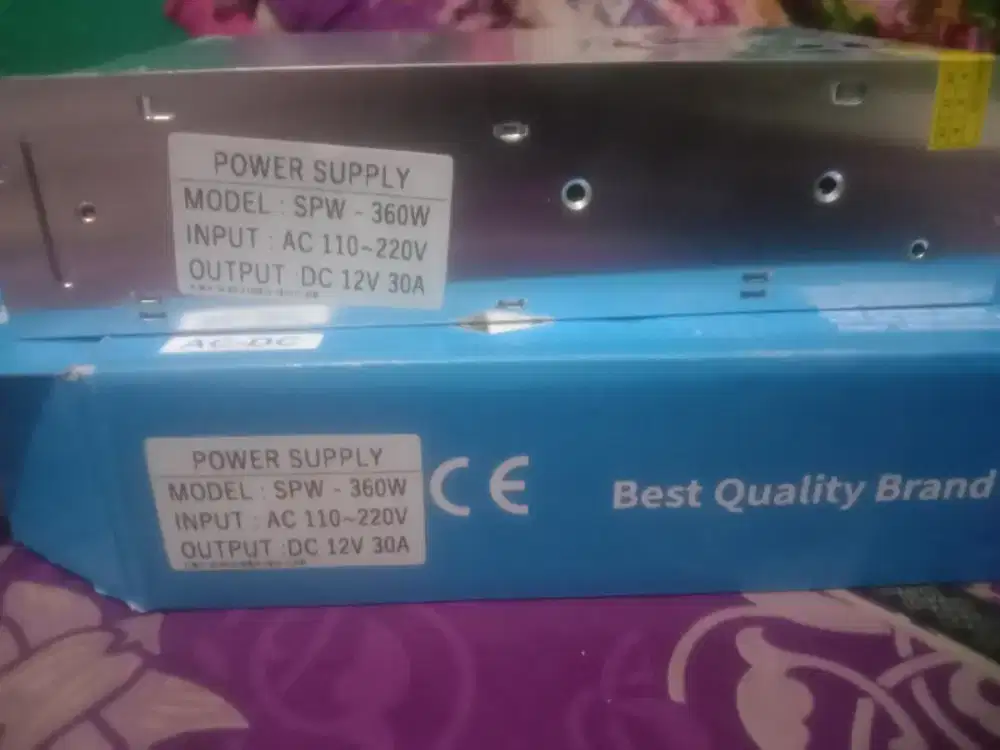 POWER SUPPLY
MODEL : SPW - 360W
INPUT : AC 110~220V
OUTPUT :DC 12V 30A
AC-DC
POWER SUPPLY
MODEL : SPW - 360W
INPUT : AC 110~220V
OUTPUT :DC 12V 30A
CE
Best Quality Brand